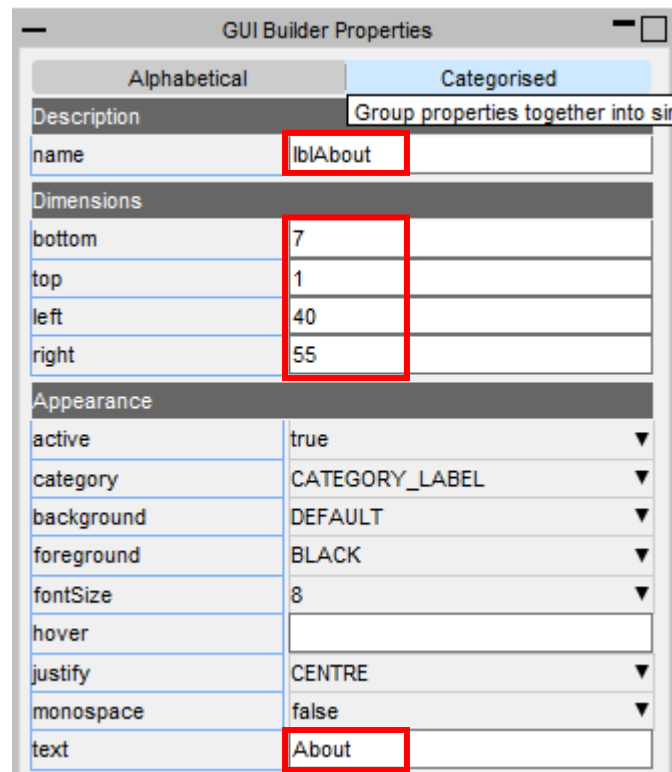 GUI Builder Properties
Alphabetical Categorised
Description Group properties together into
name lblAbout
Dimensions
bottom 7
top 1
left 40
right 55
Appearance
active true
category CATEGORY_LABEL
background DEFAULT
foreground BLACK
fontSize 8
hover
justify CENTRE
monospace false
text About